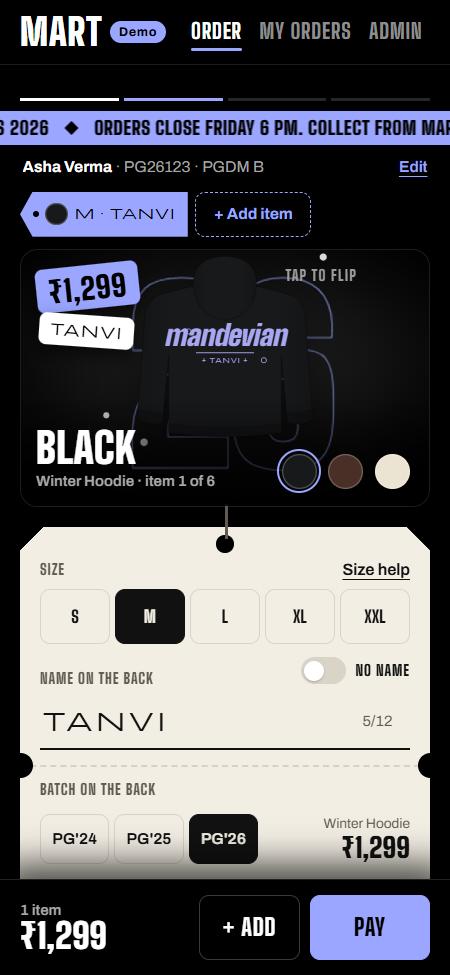 MART Demo ORDER MY ORDERS ADMIN
2026 ◆ ORDERS CLOSE FRIDAY 6 PM. COLLECT FROM
Asha Verma · PG26123 · PGDM B Edit
M · TANVI + Add item
₹1,299 TAP TO FLIP
TANVI
mandevian
+ TANVI +
BLACK
Winter Hoodie · item 1 of 6
SIZE Size help
S M L XL XXL
NAME ON THE BACK NO NAME
TANVI 5/12
BATCH ON THE BACK
PG'24 PG'25 PG'26 Winter Hoodie
₹1,299
1 item
₹1,299 + ADD PAY